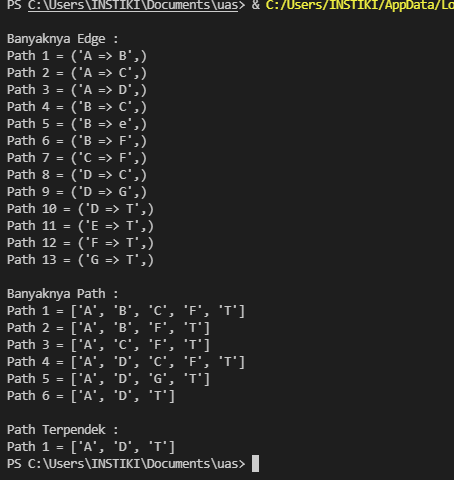 PS C:\Users\INSTIKI\Documents\uas> & C:/Users/INSTIKI/AppData/Lo
Banyaknya Edge :
Path 1 = ('A => B',)
Path 2 = ('A => C',)
Path 3 = ('A => D',)
Path 4 = ('B => C',)
Path 5 = ('B => e',)
Path 6 = ('B => F',)
Path 7 = ('C => F',)
Path 8 = ('D => C',)
Path 9 = ('D => G',)
Path 10 = ('D => T',)
Path 11 = ('E => T',)
Path 12 = ('F => T',)
Path 13 = ('G => T',)
Banyaknya Path :
Path 1 = ['A', 'B', 'C', 'F', 'T']
Path 2 = ['A', 'B', 'F', 'T']
Path 3 = ['A', 'C', 'F', 'T']
Path 4 = ['A', 'D', 'C', 'F', 'T']
Path 5 = ['A', 'D', 'G', 'T']
Path 6 = ['A', 'D', 'T']
Path Terpendek :
Path 1 = ['A', 'D', 'T']
PS C:\Users\INSTIKI\Documents\uas>